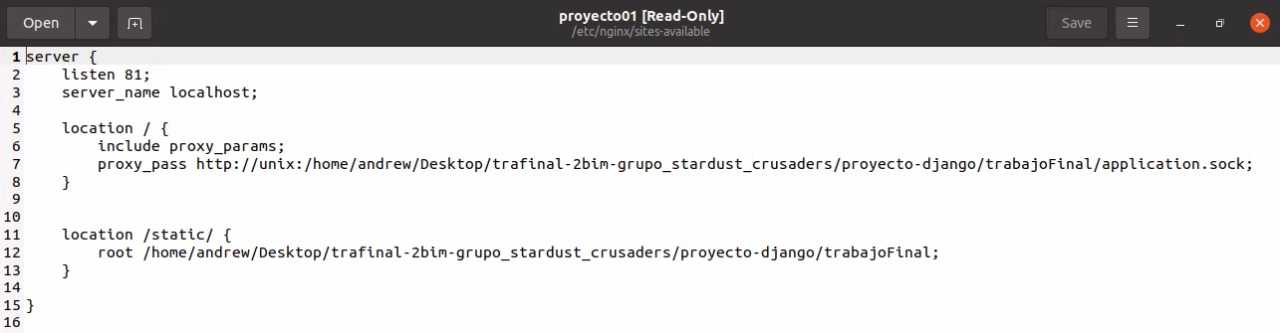 Open
proyecto01 [Read-Only]
/etc/nginx/sites-available
Save
1 server {
2     listen 81;
3     server_name localhost;
4
5     location / {
6         include proxy_params;
7         proxy_pass http://unix:/home/andrew/Desktop/trafinal-2bim-grupo_stardust_crusaders/proyecto-django/trabajoFinal/application.sock;
8     }
9
10
11     location /static/ {
12         root /home/andrew/Desktop/trafinal-2bim-grupo_stardust_crusaders/proyecto-django/trabajoFinal;
13     }
14
15 }
16